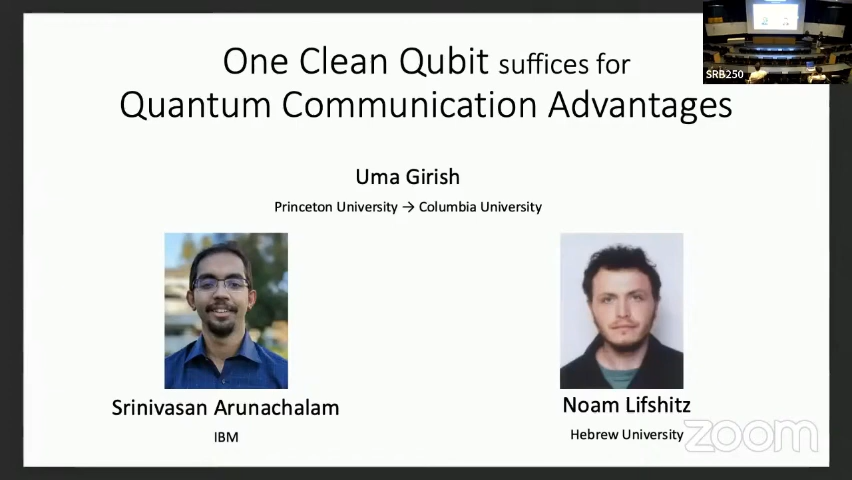 One Clean Qubit suffices for
Quantum Communication Advantages
SRB250
Uma Girish
Princeton University → Columbia University
Srinivasan Arunachalam
IBM
Noam Lifshitz
Hebrew University
zoom